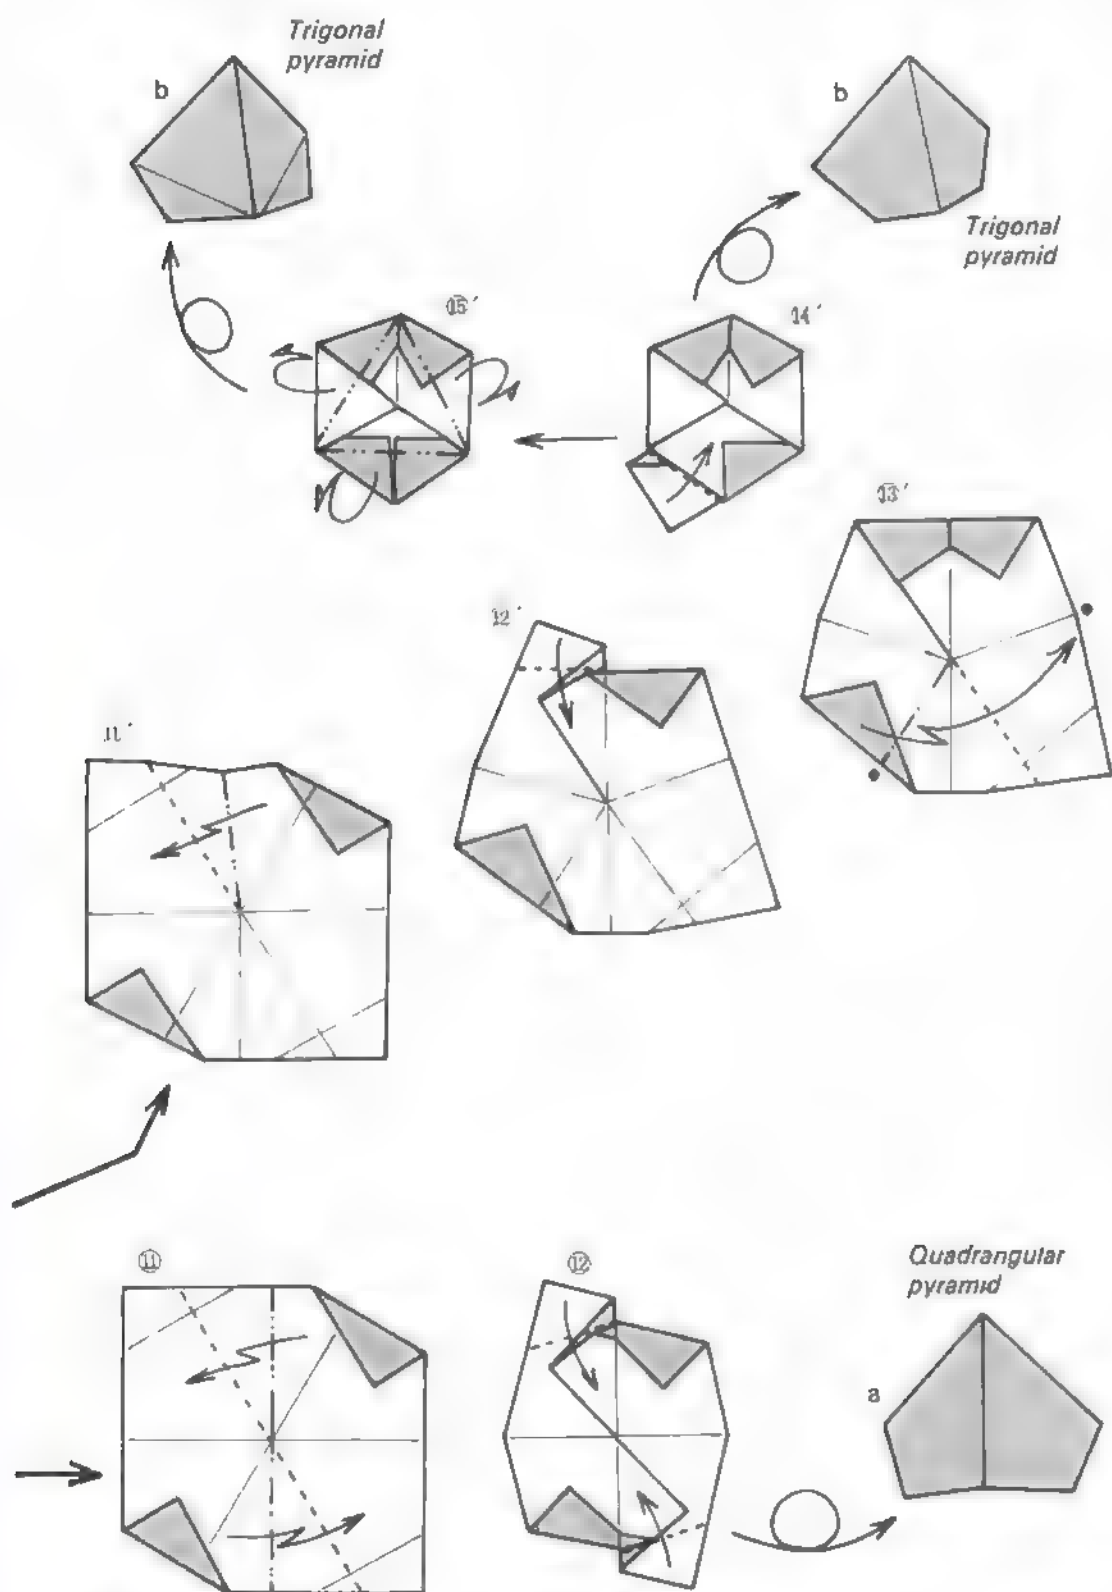 Trigonal
pyramid
b
b
Trigonal
pyramid
⑮′
14′
⑬′
12′
11′
⑪
⑫
Quadrangular
pyramid
a